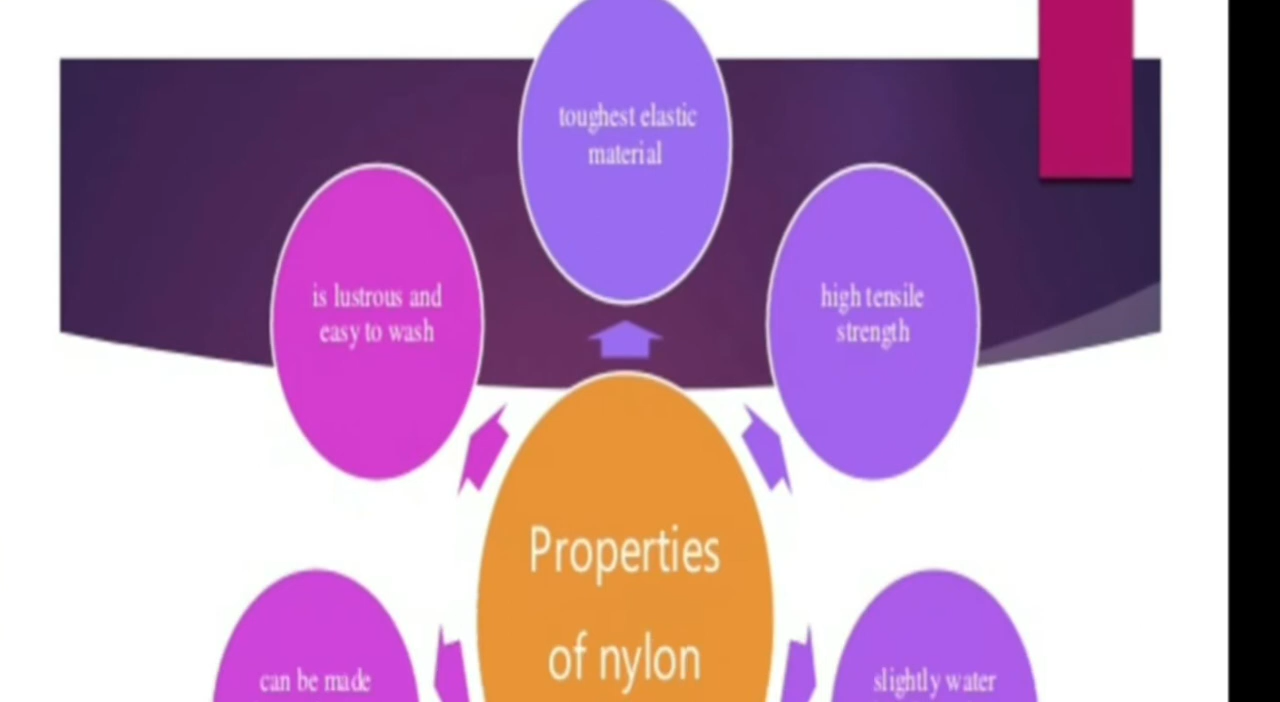 toughest elastic
material
is lustrous and
easy to wash
high tensile
strength
Properties
of nylon
can be made
slightly water